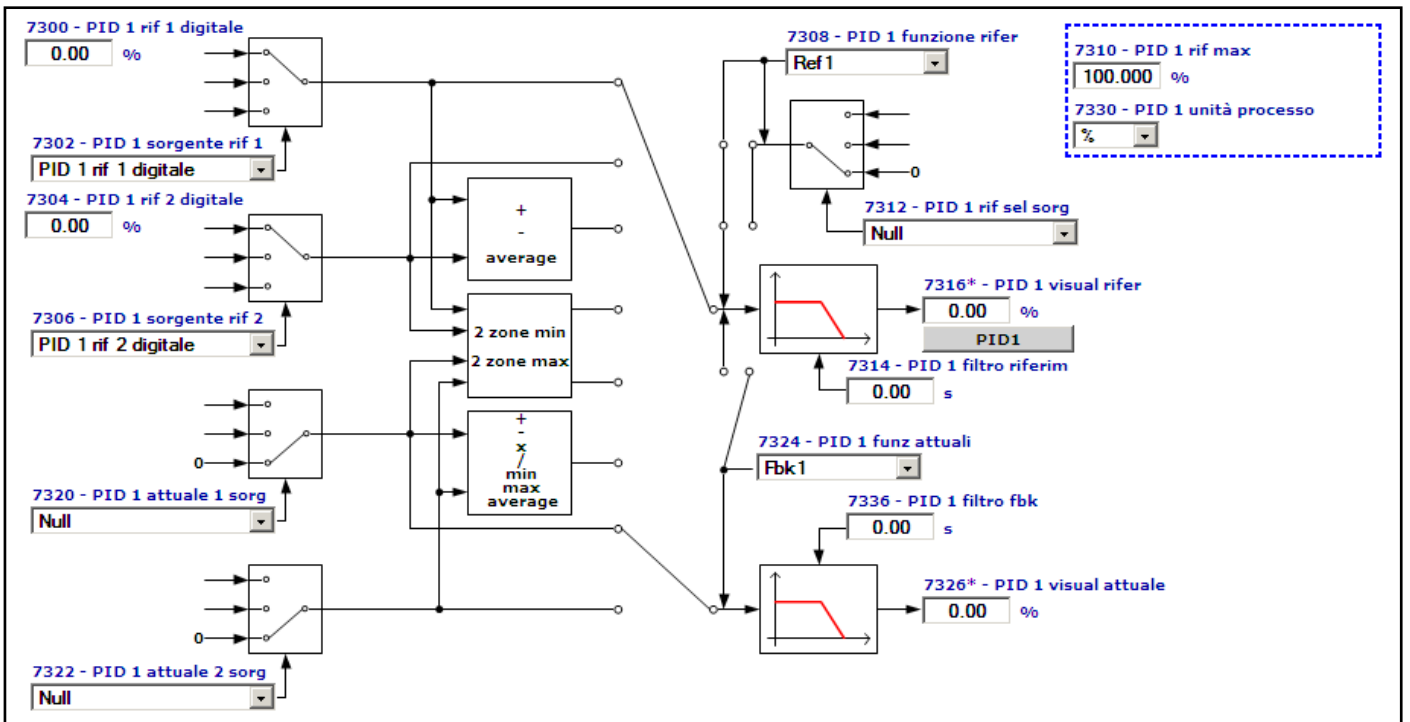 7300 - PID 1 rif 1 digitale
0.00 %
7302 - PID 1 sorgente rif 1
PID 1 rif 1 digitale
7304 - PID 1 rif 2 digitale
0.00 %
7306 - PID 1 sorgente rif 2
PID 1 rif 2 digitale
0
7320 - PID 1 attuale 1 sorg
Null
0
7322 - PID 1 attuale 2 sorg
Null
+
-
average
2 zone min
2 zone max
+
-
x
/
min
max
average
7308 - PID 1 funzione rifer
Ref 1
0
7312 - PID 1 rif sel sorg
Null
7310 - PID 1 rif max
100.000 %
7330 - PID 1 unità processo
%
7316* - PID 1 visual rifer
0.00 %
PID1
7314 - PID 1 filtro riferim
0.00 s
7324 - PID 1 funz attuali
Fbk1
7336 - PID 1 filtro fbk
0.00 s
7326* - PID 1 visual attuale
0.00 %